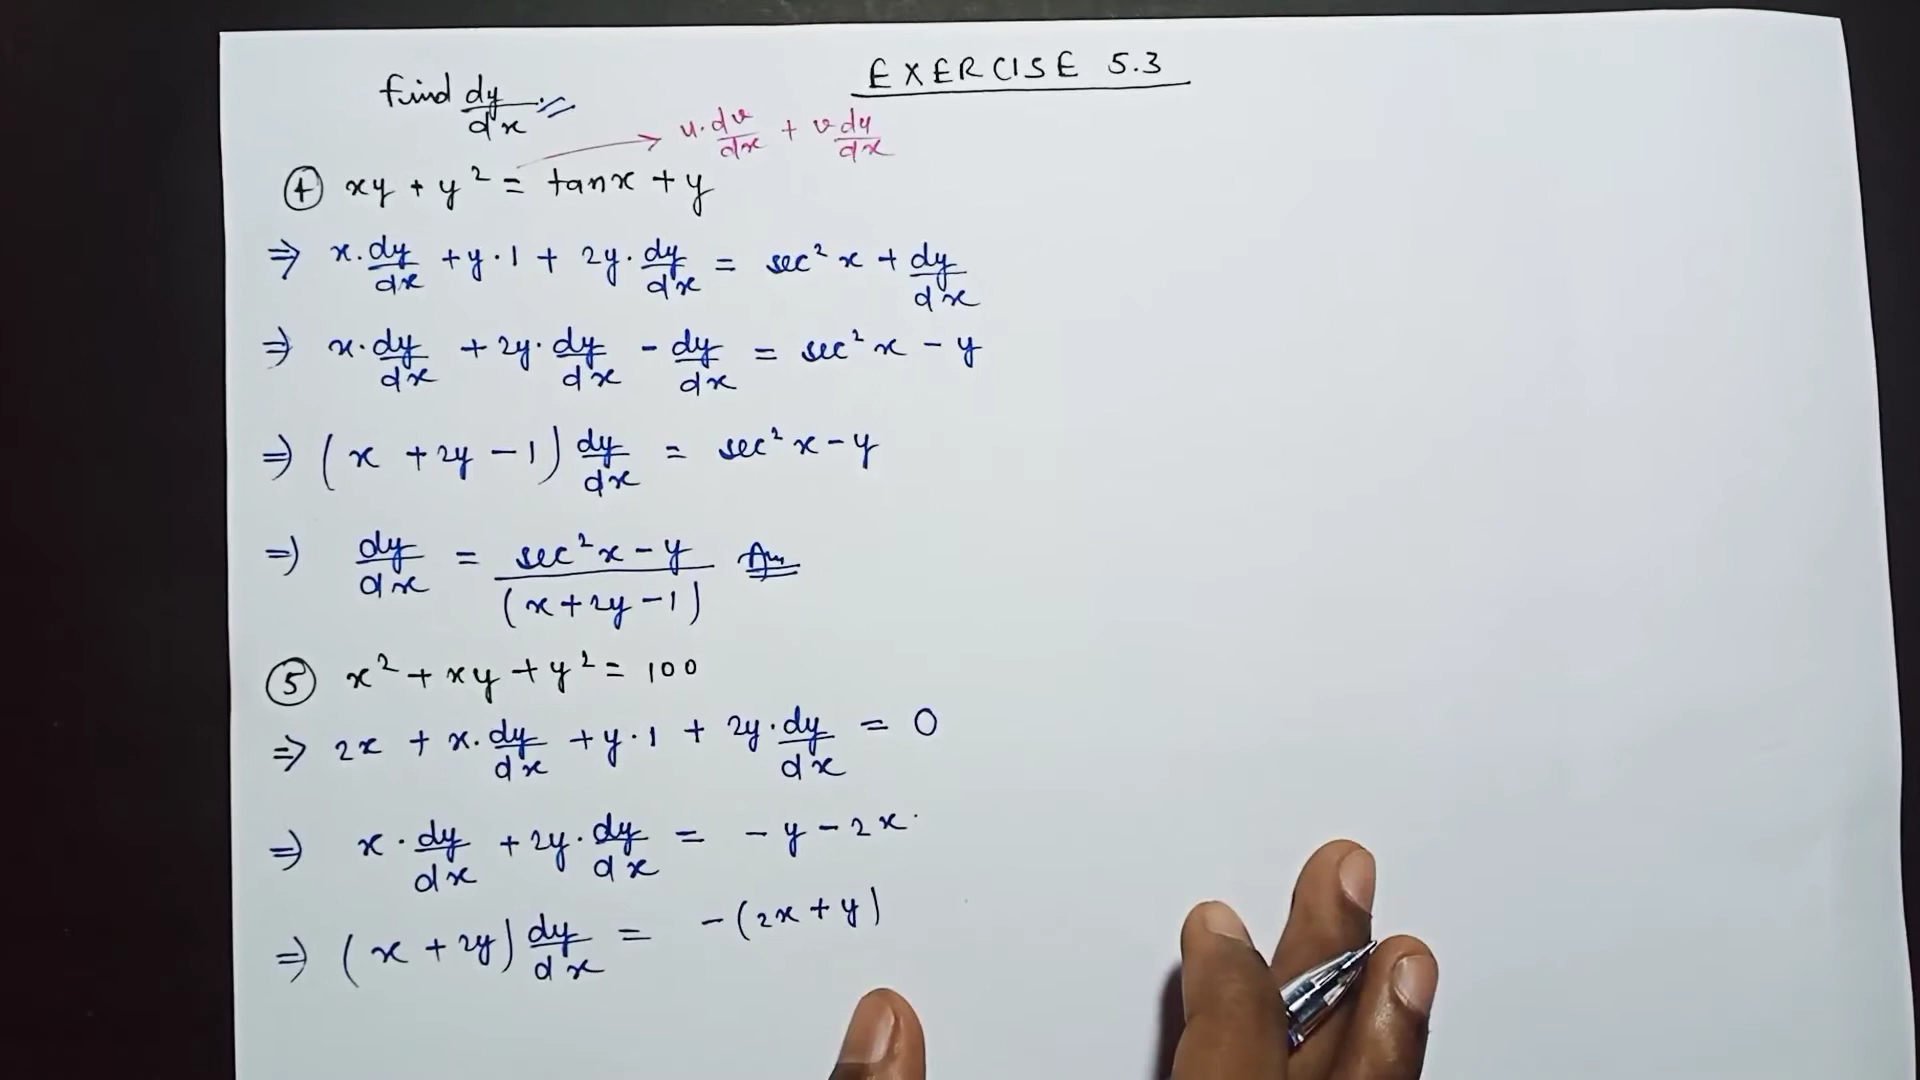 EXERCISE 5.3
find dy/dx
u·dv/dx + v du/dx
④ xy + y² = tanx + y
⇒ x·dy/dx + y·1 + 2y·dy/dx = sec²x + dy/dx
⇒ x·dy/dx + 2y·dy/dx - dy/dx = sec²x - y
⇒ (x + 2y - 1) dy/dx = sec²x - y
⇒ dy/dx = sec²x - y/(x + 2y - 1) Ans
⑤ x² + xy + y² = 100
⇒ 2x + x·dy/dx + y·1 + 2y·dy/dx = 0
⇒ x·dy/dx + 2y·dy/dx = -y - 2x
⇒ (x + 2y) dy/dx = -(2x + y)